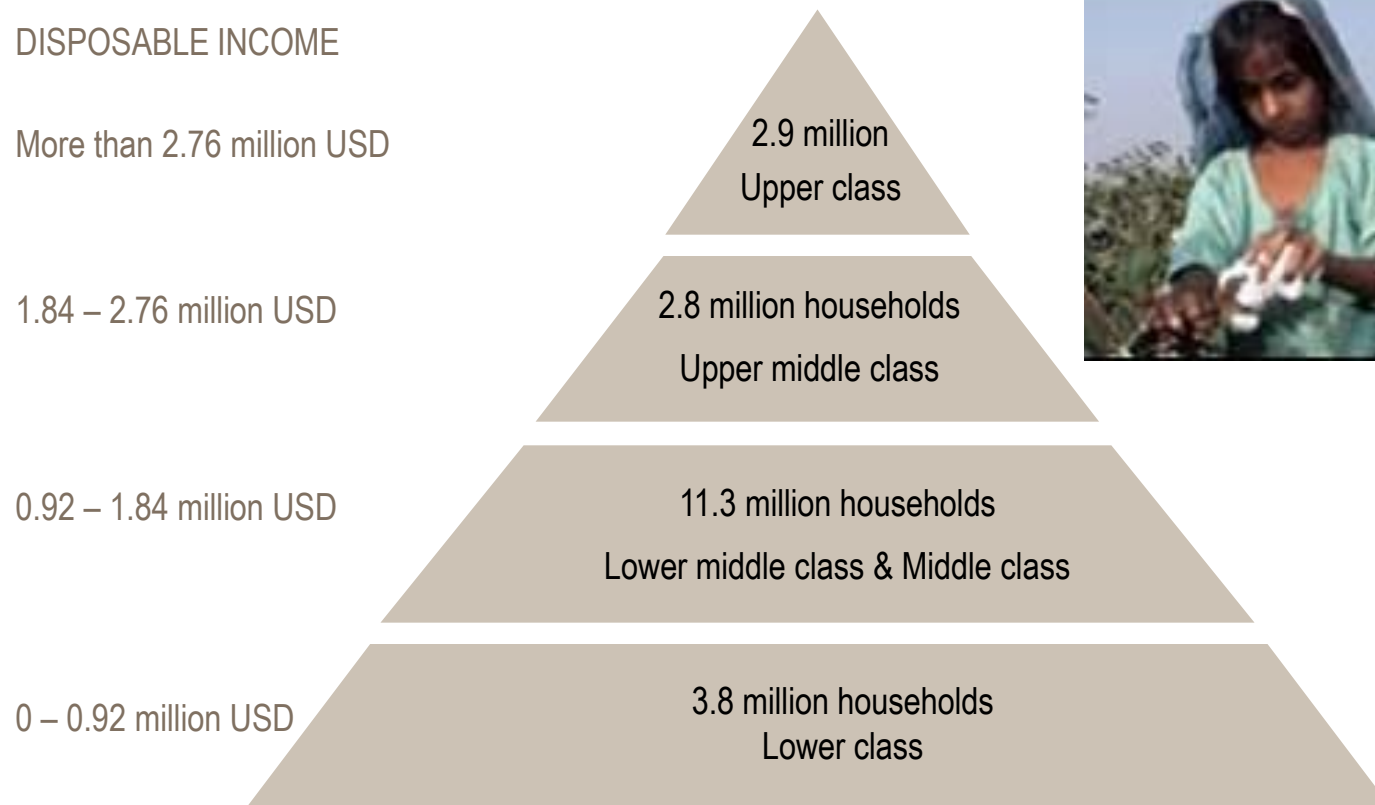 DISPOSABLE INCOME
More than 2.76 million USD
2.9 million
Upper class
1.84 – 2.76 million USD
2.8 million households
Upper middle class
0.92 – 1.84 million USD
11.3 million households
Lower middle class & Middle class
0 – 0.92 million USD
3.8 million households
Lower class